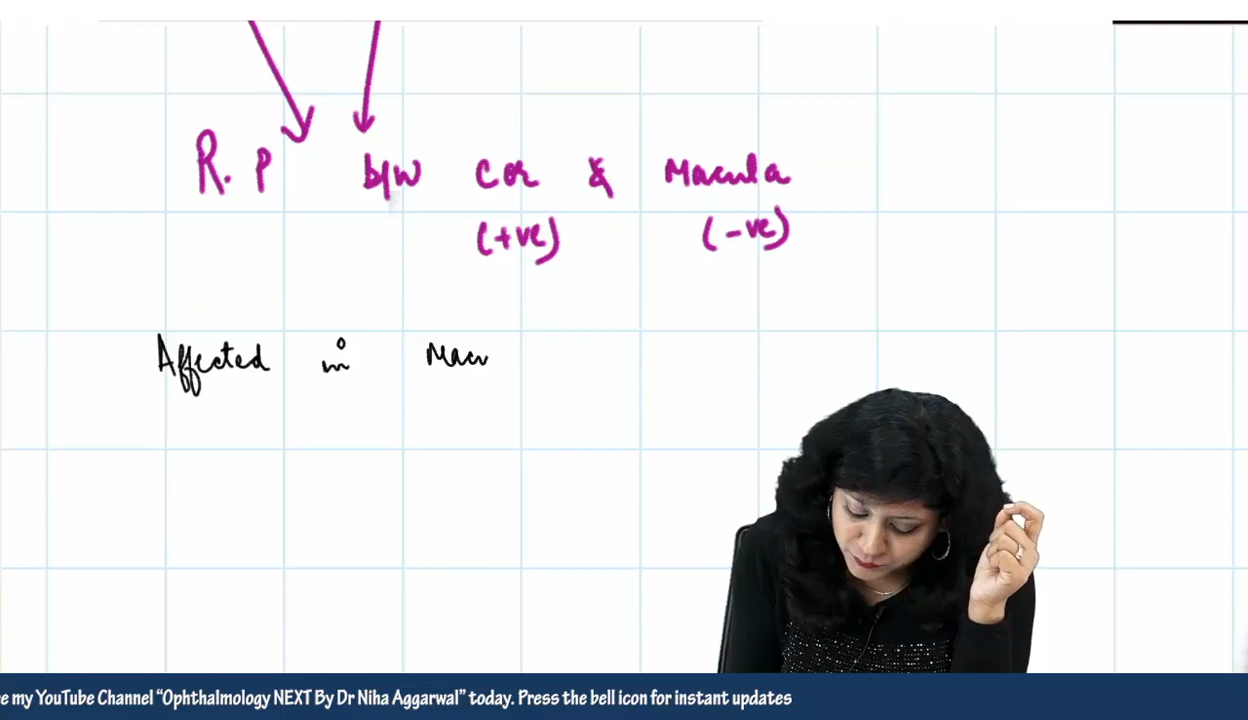 R. P b/w Cor & Macula
(+ve) (-ve)
Affected in Macu
e my YouTube Channel “Ophthalmology NEXT By Dr Niha Aggarwal” today. Press the bell icon for instant updates